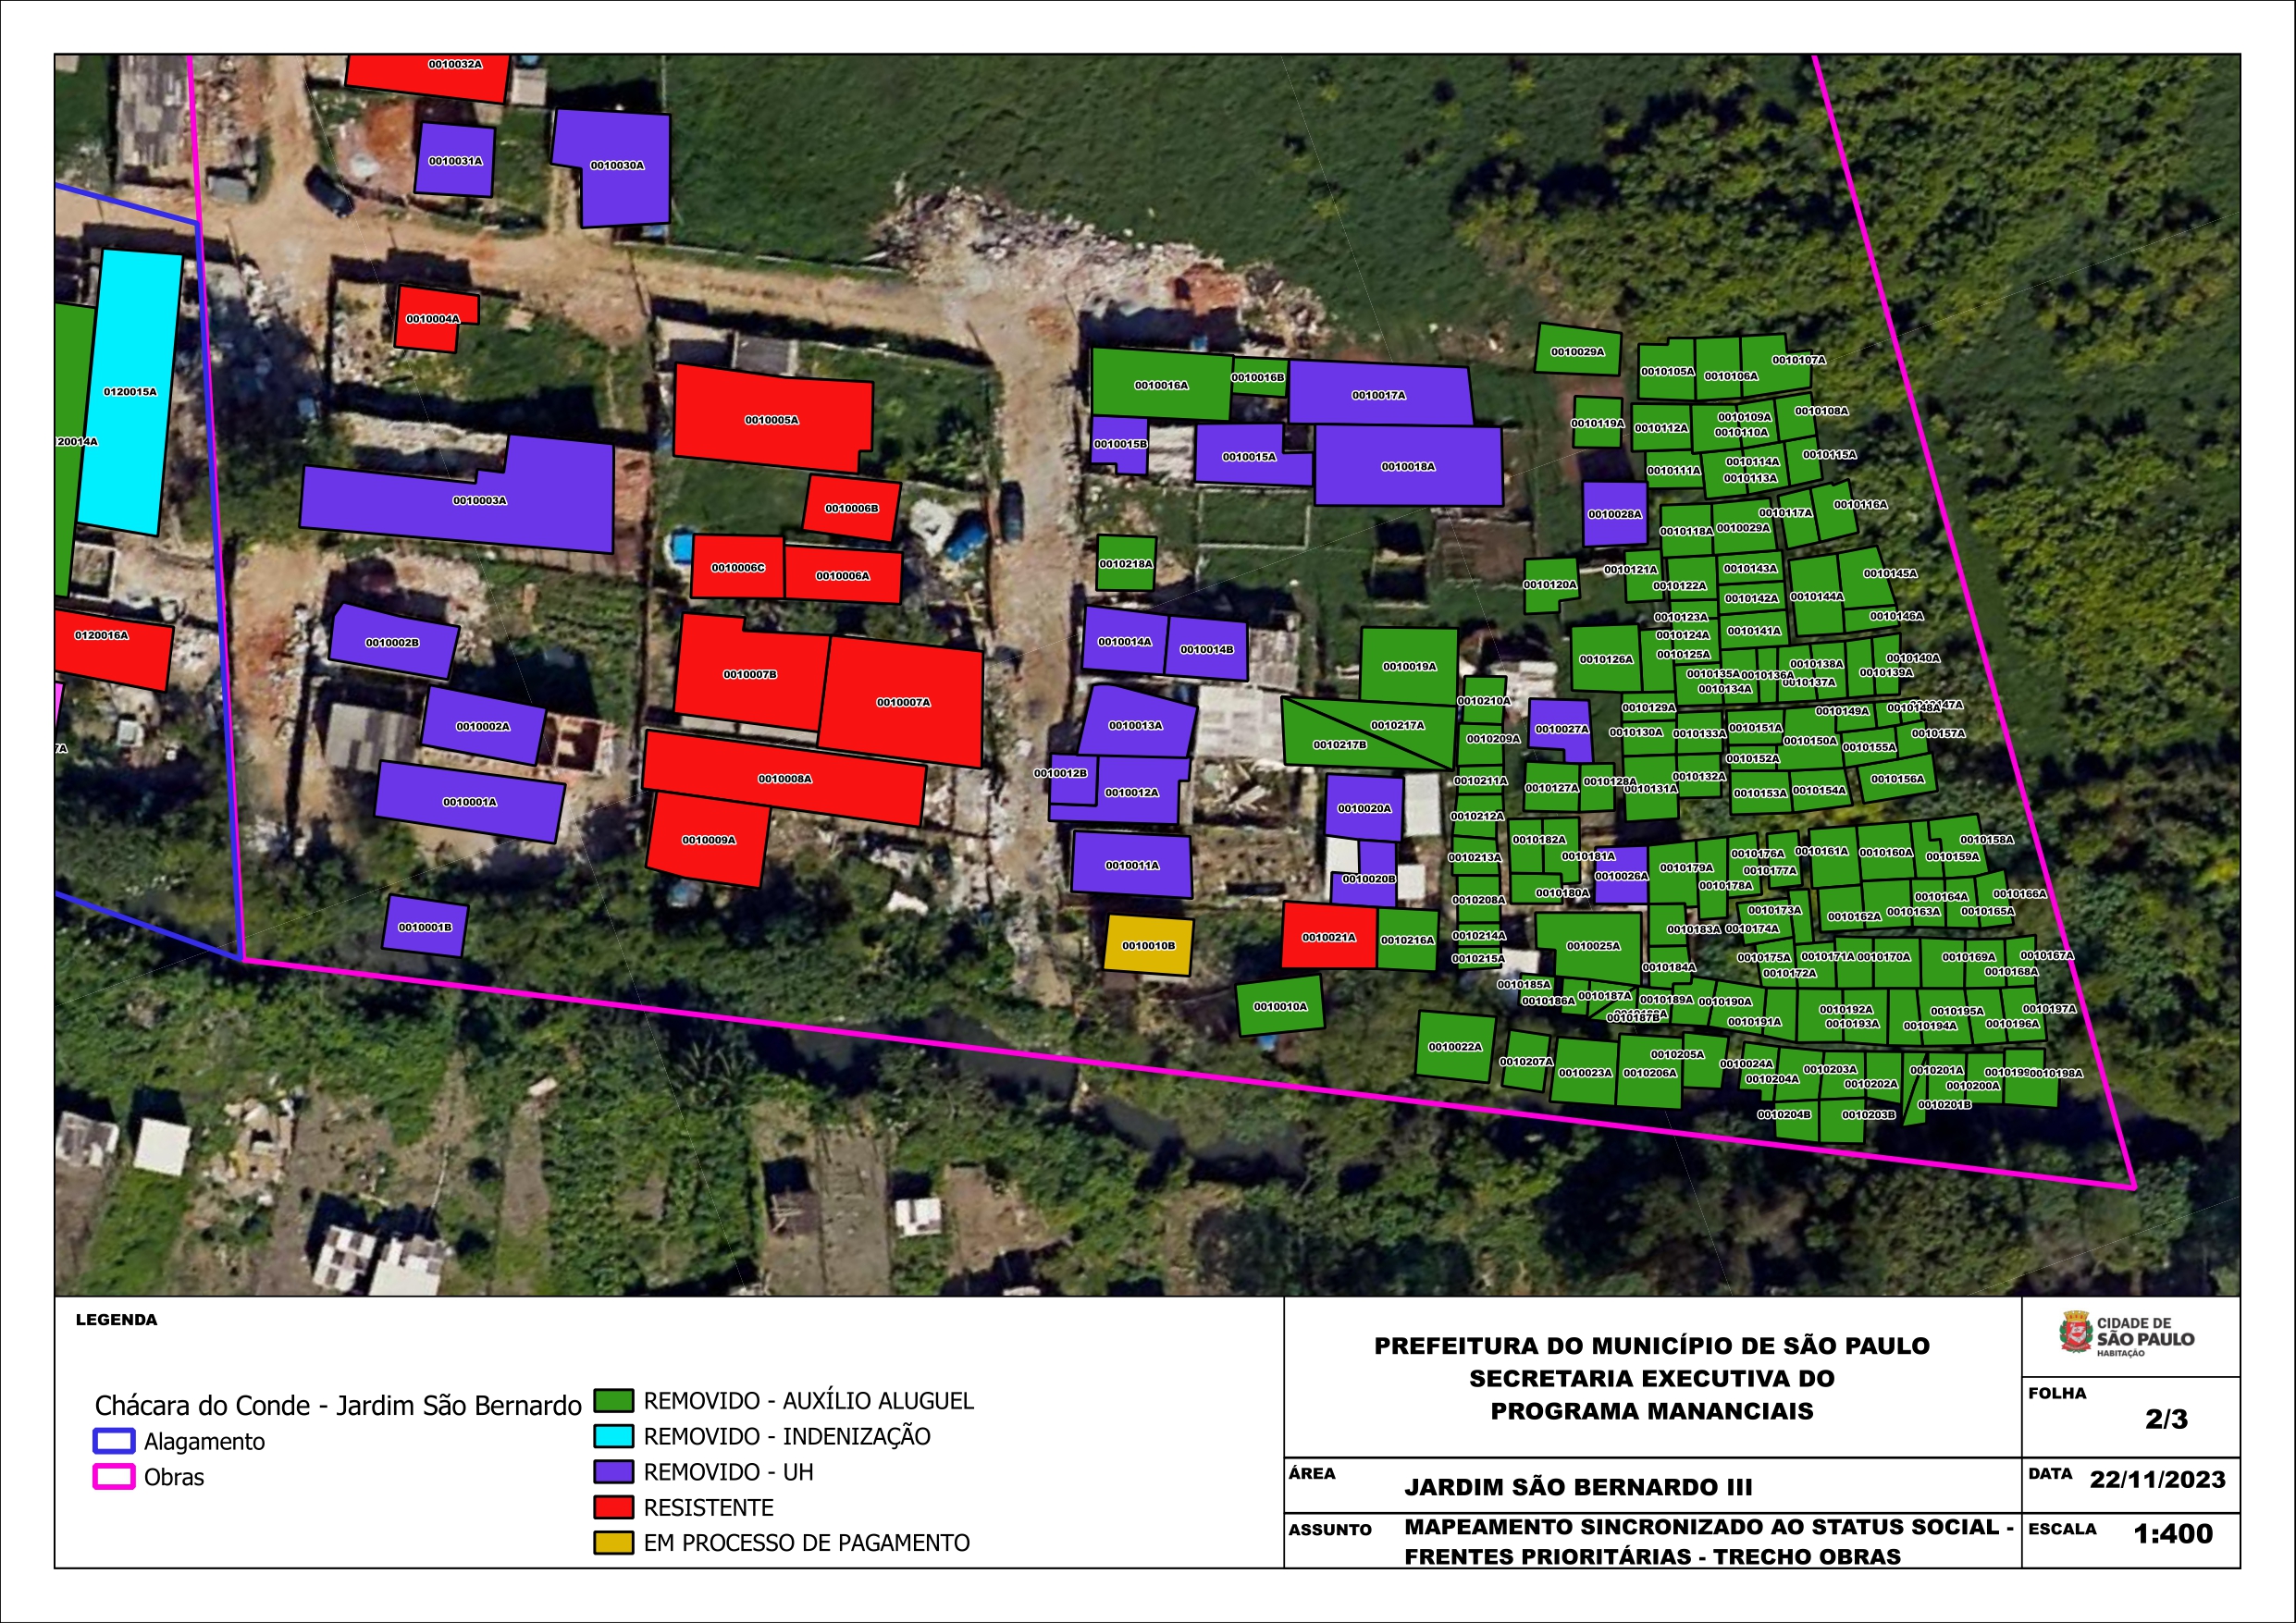 0010032A
0010031A
0010030A
0010004A
0120015A
20014A
0010005A
0010003A
0010006B
0010006C
0010006A
0120016A
0010002B
0010007B
0010007A
0010002A
7A
0010008A
0010001A
0010009A
0010001B
0010016A
0010016B
0010017A
0010015B
0010015A
0010018A
0010218A
0010014A
0010014B
0010013A
0010012B
0010012A
0010011A
0010010B
0010010A
0010019A
0010217A
0010217B
0010020A
0010020B
0010021A
0010216A
0010210A
0010209A
0010211A
0010212A
0010213A
0010208A
0010214A
0010215A
0010029A
0010105A
0010106A
0010107A
0010119A
0010112A
0010109A
0010110A
0010108A
0010111A
0010114A
0010113A
0010115A
0010028A
0010118A
0010029A
0010117A
0010116A
0010120A
0010121A
0010122A
0010143A
0010142A
0010144A
0010145A
0010146A
0010123A
0010124A
0010141A
0010126A
0010125A
0010135A
0010136A
0010134A
0010138A
0010137A
0010140A
0010139A
0010129A
0010027A
0010130A
0010133A
0010151A
0010149A
0010148A
0010150A
0010155A
0010157A
0010152A
0010127A
0010128A
0010131A
0010132A
0010153A
0010154A
0010156A
0010182A
0010181A
0010180A
0010026A
0010179A
0010178A
0010176A
0010177A
0010161A
0010160A
0010159A
0010158A
0010173A
0010174A
0010162A
0010163A
0010164A
0010165A
0010166A
0010183A
0010025A
0010184A
0010175A
0010172A
0010171A
0010170A
0010169A
0010168A
0010167A
0010185A
0010186A
0010187A
0010187B
0010189A
0010190A
0010191A
0010192A
0010193A
0010194A
0010195A
0010196A
0010197A
0010022A
0010207A
0010023A
0010206A
0010205A
0010024A
0010204A
0010203A
0010202A
0010201A
0010200A
0010198A
0010201B
0010204B
0010203B
LEGENDA
Chácara do Conde - Jardim São Bernardo
Alagamento
Obras
REMOVIDO - AUXÍLIO ALUGUEL
REMOVIDO - INDENIZAÇÃO
REMOVIDO - UH
RESISTENTE
EM PROCESSO DE PAGAMENTO
PREFEITURA DO MUNICÍPIO DE SÃO PAULO
SECRETARIA EXECUTIVA DO
PROGRAMA MANANCIAIS
ÁREA
JARDIM SÃO BERNARDO III
ASSUNTO
MAPEAMENTO SINCRONIZADO AO STATUS SOCIAL -
FRENTES PRIORITÁRIAS - TRECHO OBRAS
CIDADE DE
SÃO PAULO
HABITAÇÃO
FOLHA
2/3
DATA 22/11/2023
ESCALA 1:400